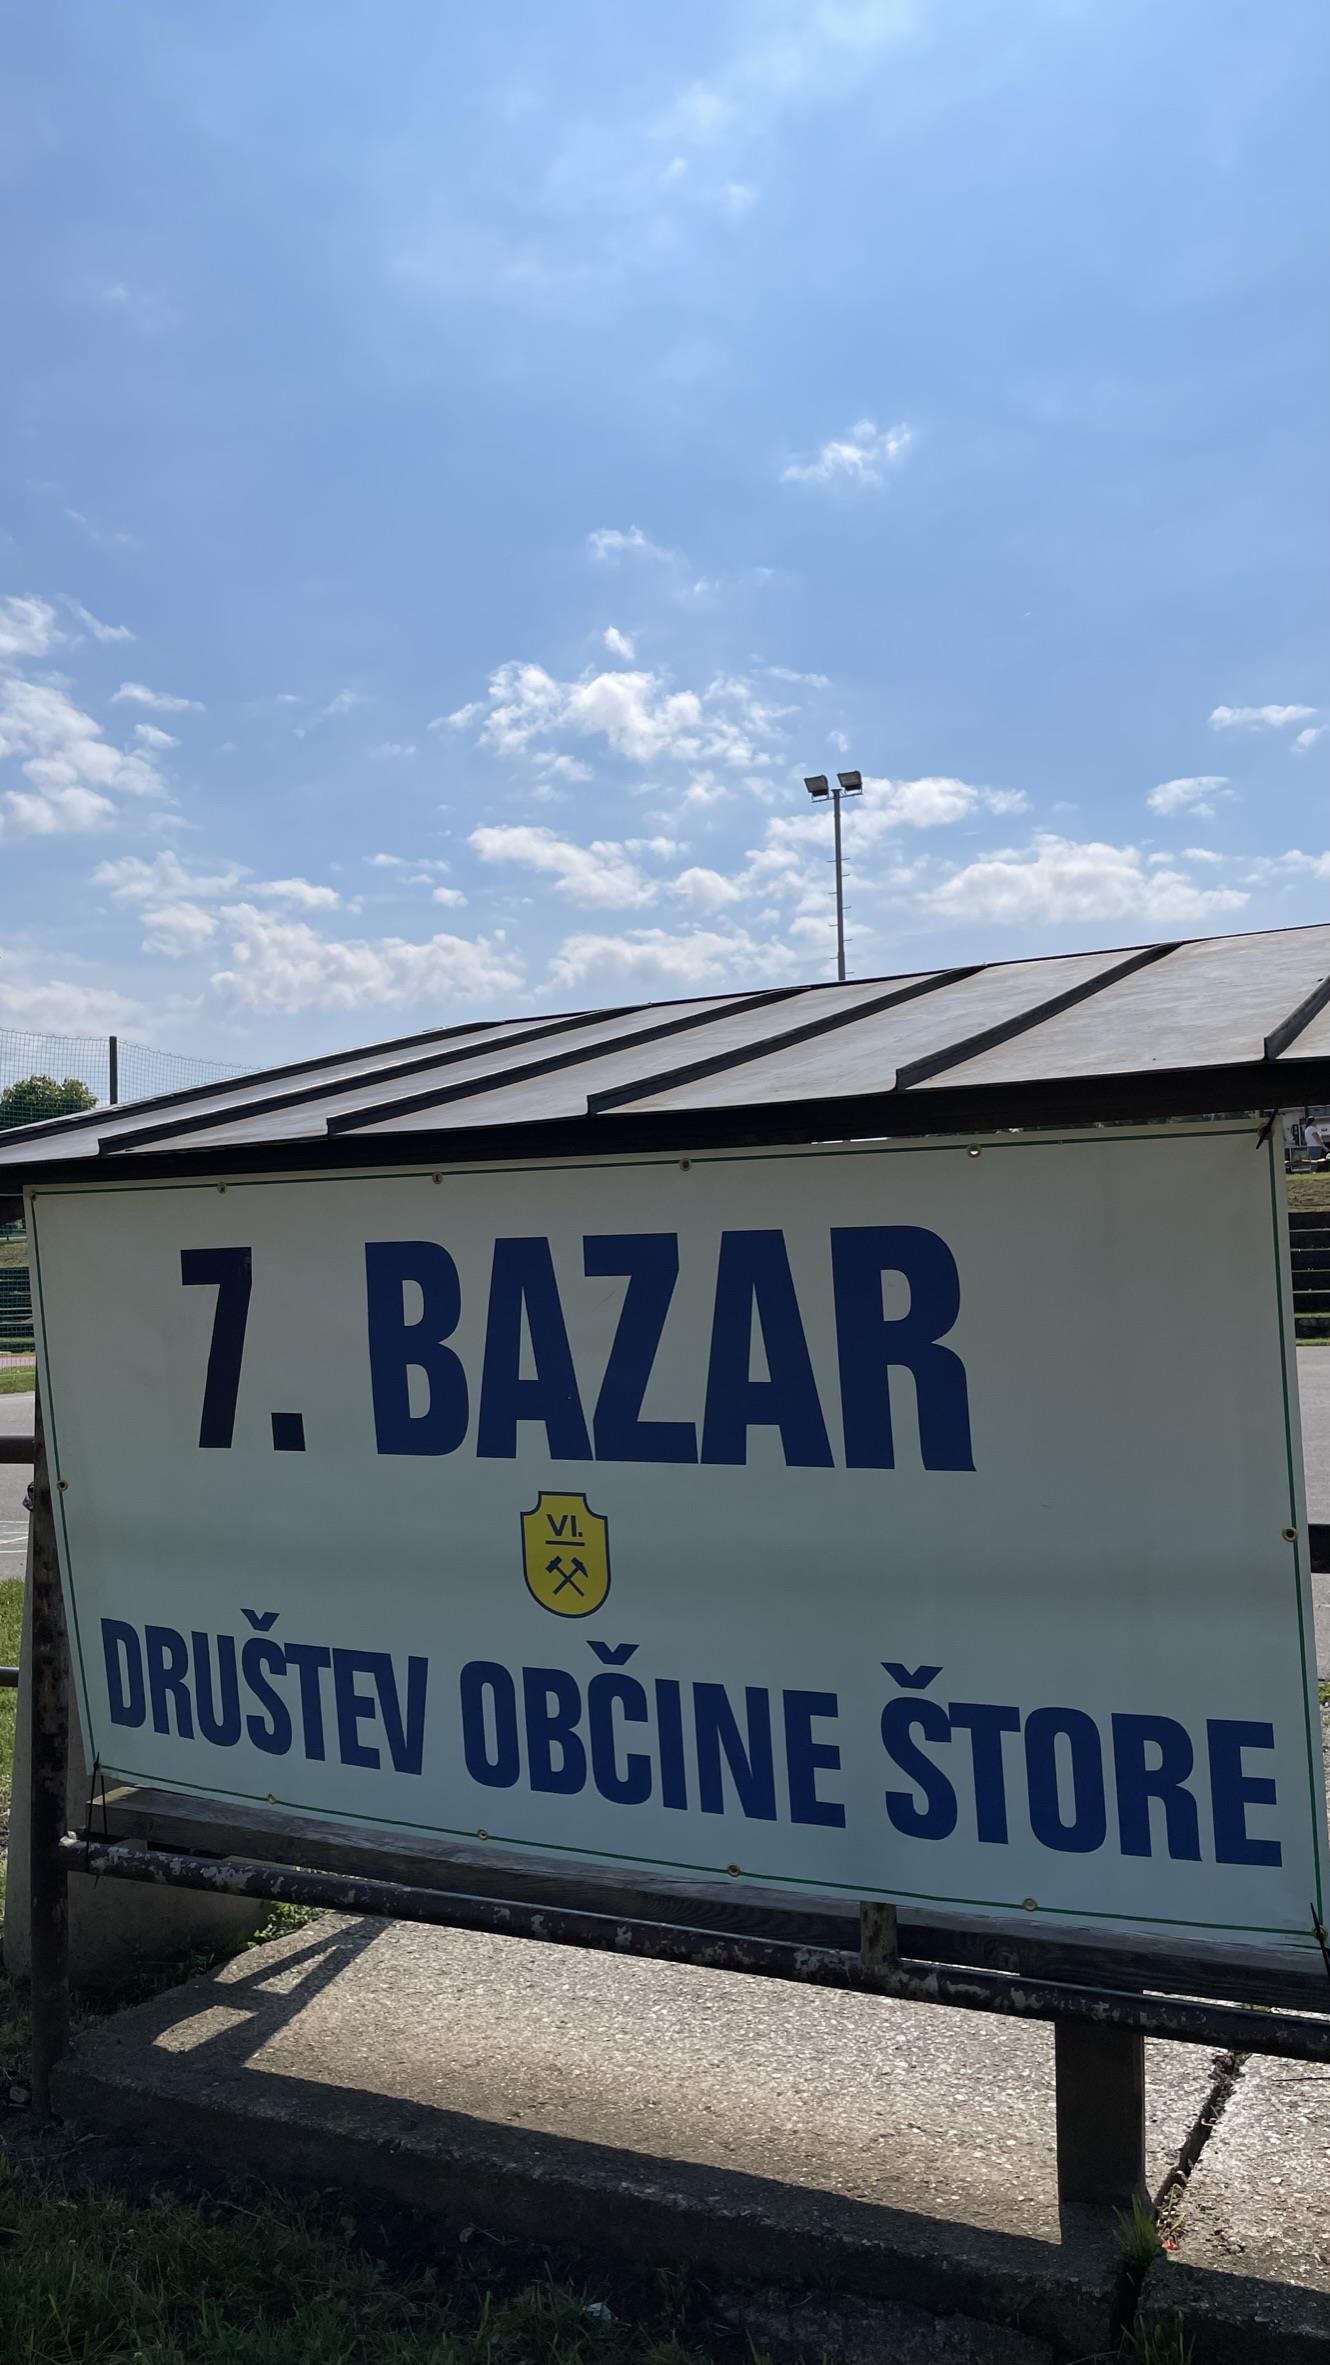 7. BAZAR
VI.
DRUŠTEV OBČINE ŠTORE